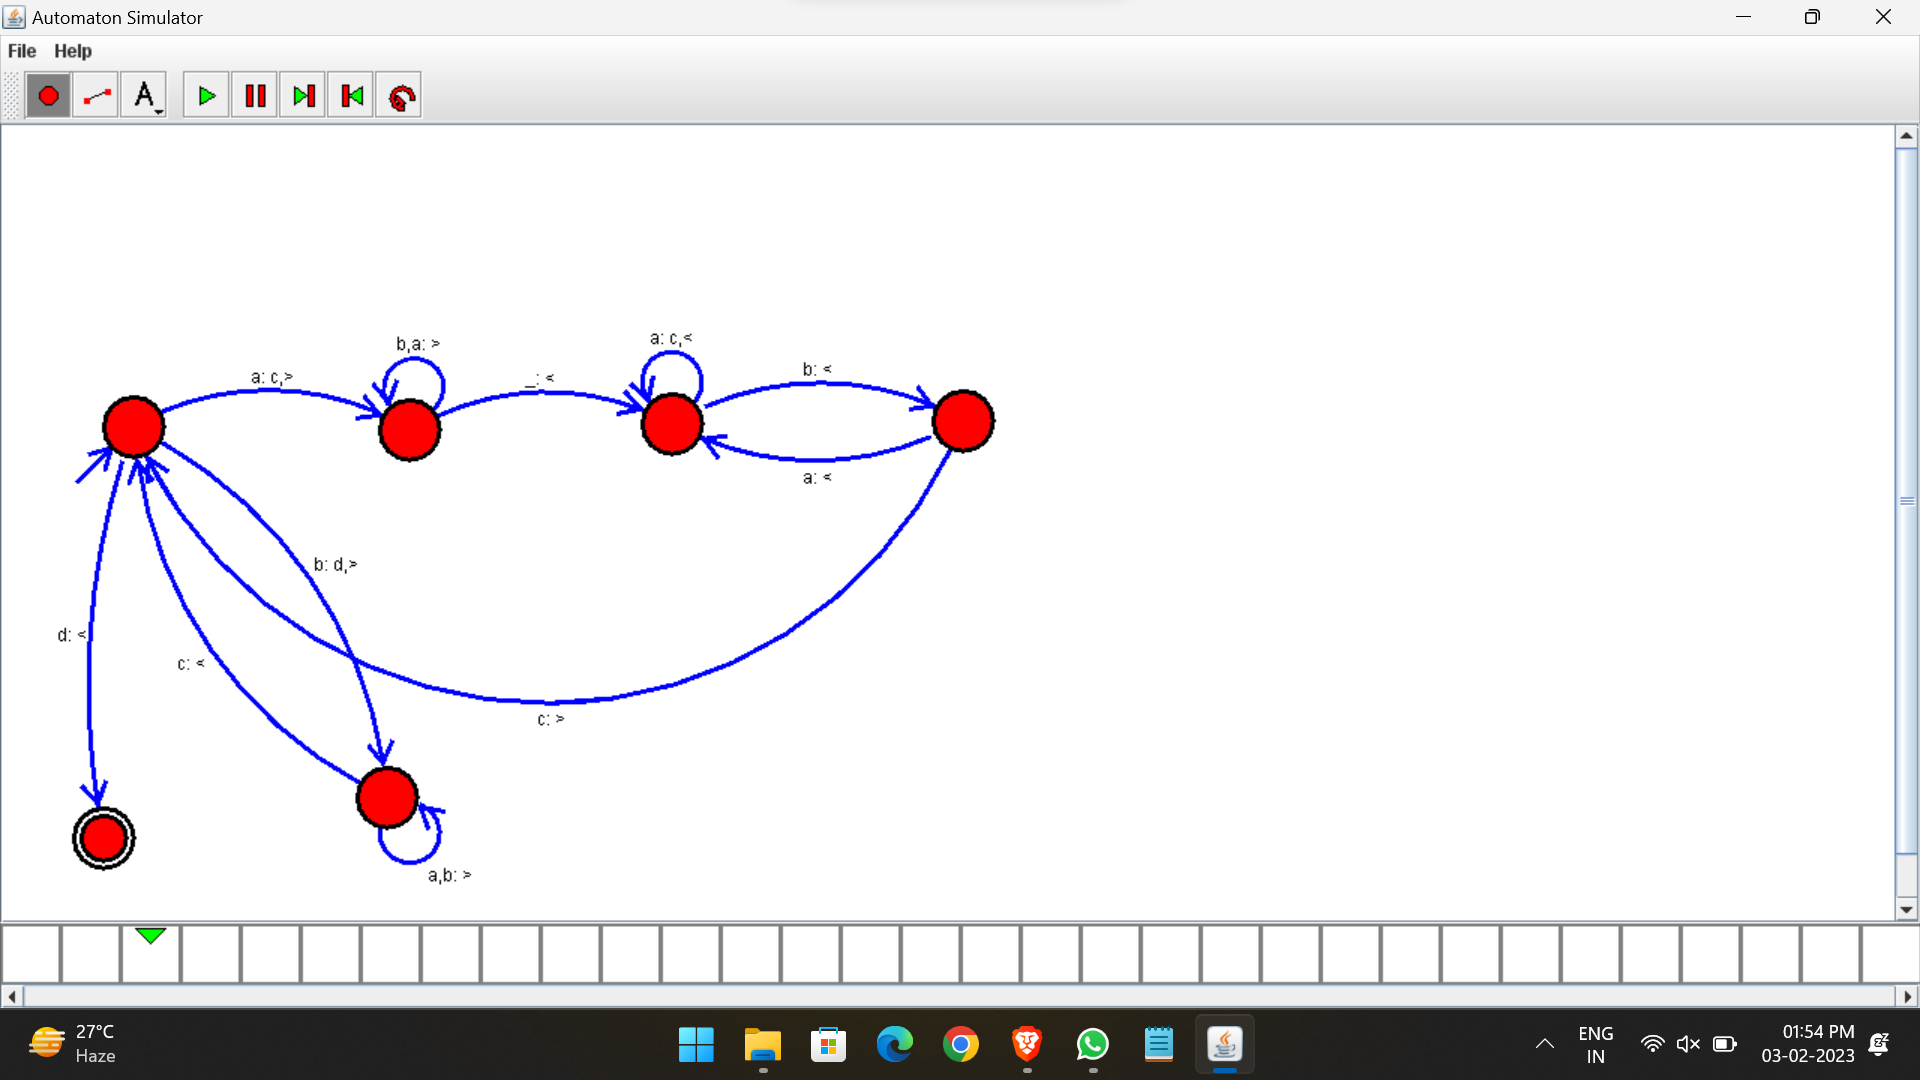 Automaton Simulator
File Help
A
b,a: >
a: c,<
a: c,>
_: <
b: <
a: <
b: d,>
d: <
c: <
c: >
a,b: >
27°C
Haze
ENG
IN
01:54 PM
03-02-2023